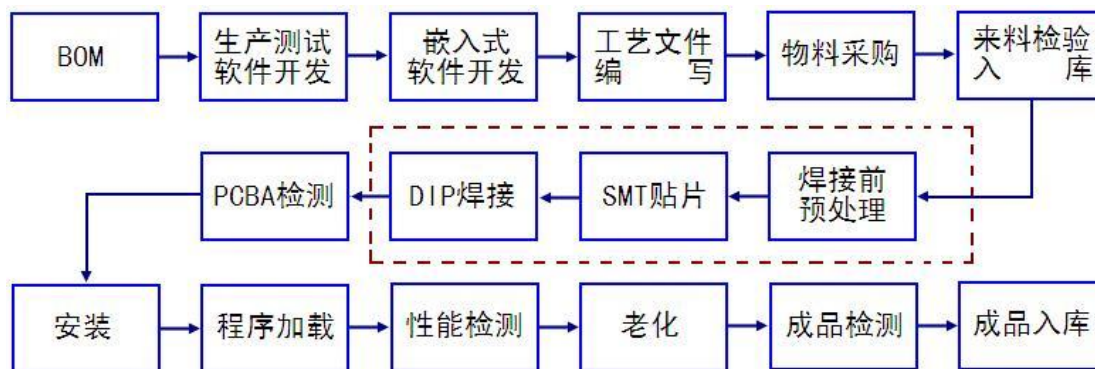 BOM
生产测试
软件开发
嵌入式
软件开发
工艺文件
编写
物料采购
来料检验
入库
焊接前
预处理
SMT贴片
DIP焊接
PCBA检测
安装
程序加载
性能检测
老化
成品检测
成品入库